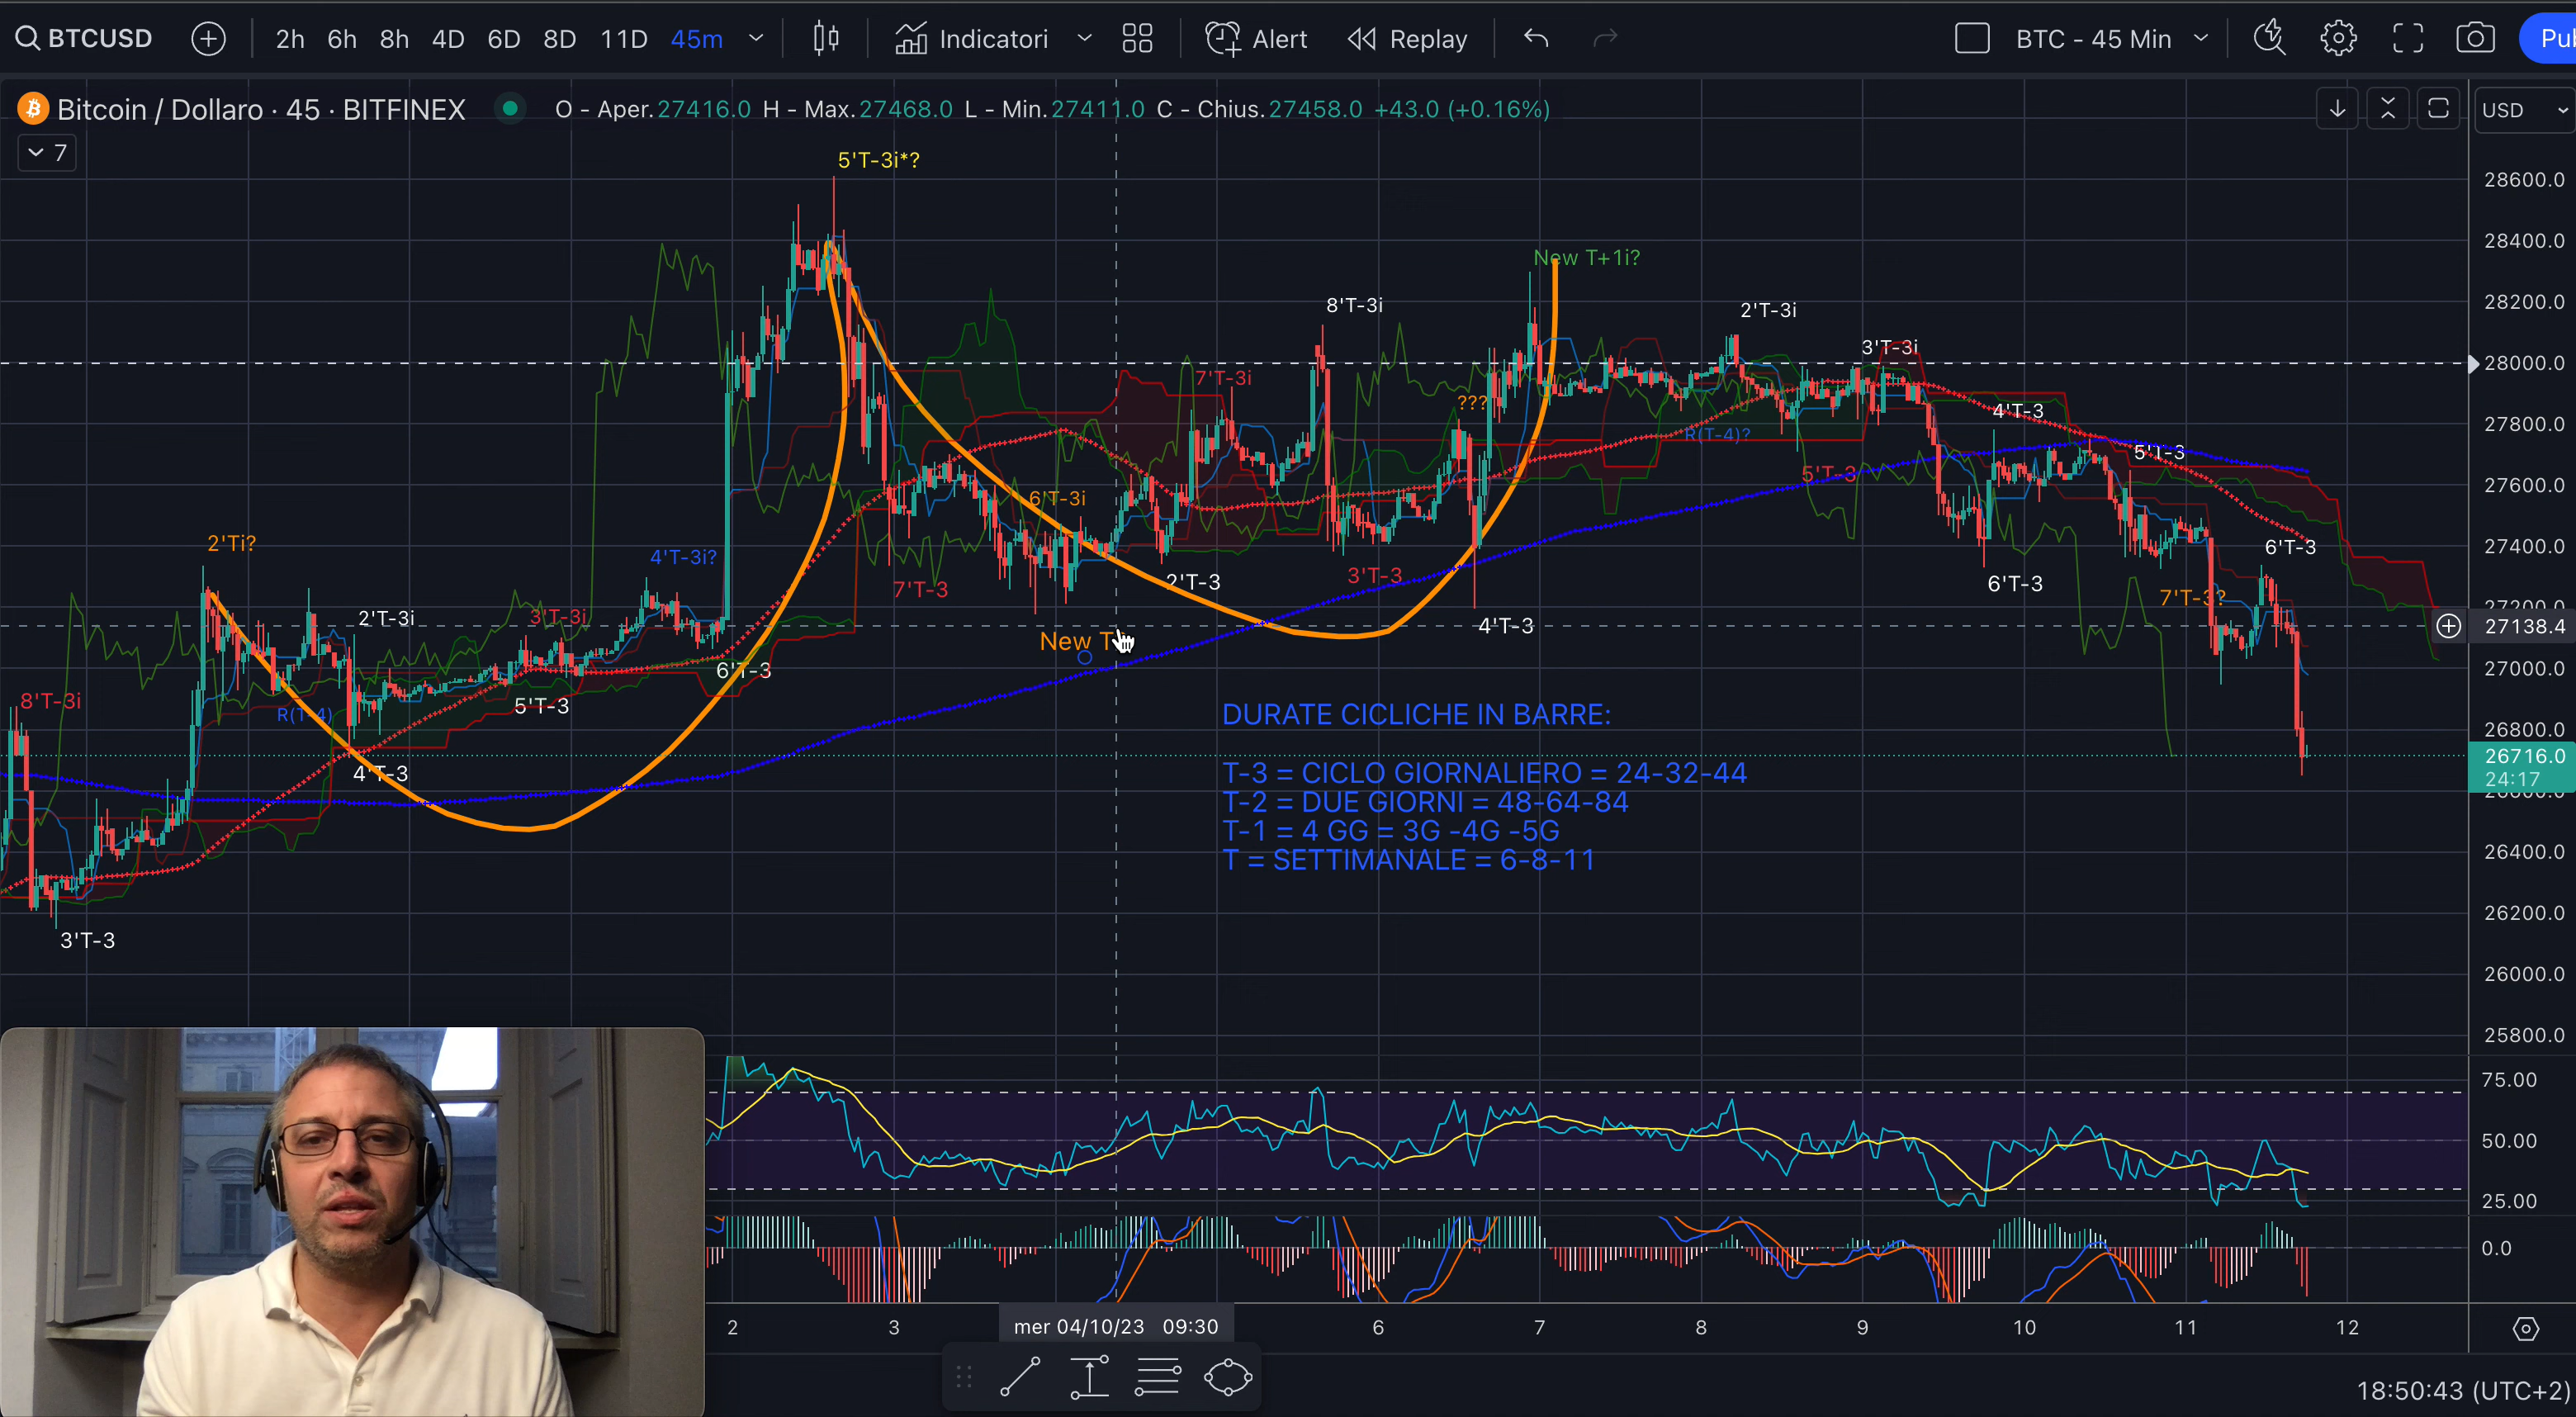 BTCUSD 2h 6h 8h 4D 6D 8D 11D 45m Indicatori Alert Replay BTC - 45 Min
Bitcoin / Dollaro · 45 · BITFINEX O - Aper.27416.0 H - Max.27468.0 L - Min.27411.0 C - Chius.27458.0 +43.0 (+0.16%) USD
7
5'T-3i*?
28600.0
28400.0
New T+1i?
28200.0
8'T-3i
2'T-3i
3'T-3i
28000.0
7'T-3i
???
4'T-3
27800.0
R(T-4)?
5'T-3
5'T-3
27600.0
6'T-3i
2'Ti?
4'T-3i?
27400.0
6'T-3
7'T-3
2'T-3
3'T-3
6'T-3
7'T-3?
27200.0
2'T-3i
3'T-3i
4'T-3
27138.4
New T
6'T-3
27000.0
8'T-3i
R(T-4)
5'T-3
DURATE CICLICHE IN BARRE:
26800.0
4'T-3
26716.0
24:17
26600.0
T-3 = CICLO GIORNALIERO = 24-32-44
T-2 = DUE GIORNI = 48-64-84
T-1 = 4 GG = 3G -4G -5G
T = SETTIMANALE = 6-8-11
26400.0
26200.0
3'T-3
26000.0
25800.0
75.00
50.00
25.00
0.0
2 3 mer 04/10/23 09:30 6 7 8 9 10 11 12
18:50:43 (UTC+2)